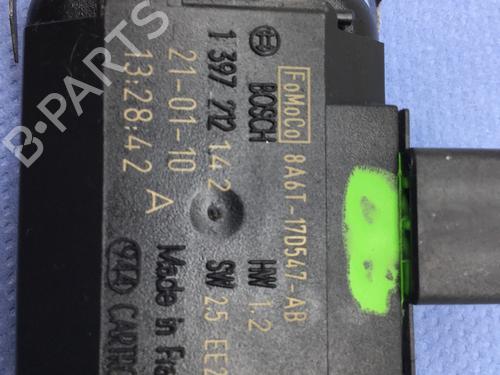 B-PARTS
FoMoCo 8A6T-17D547-AB
BOSCH HW 1.2
1 397 212 142 SW 2.5
21-01-10 A Made in
13:28:42